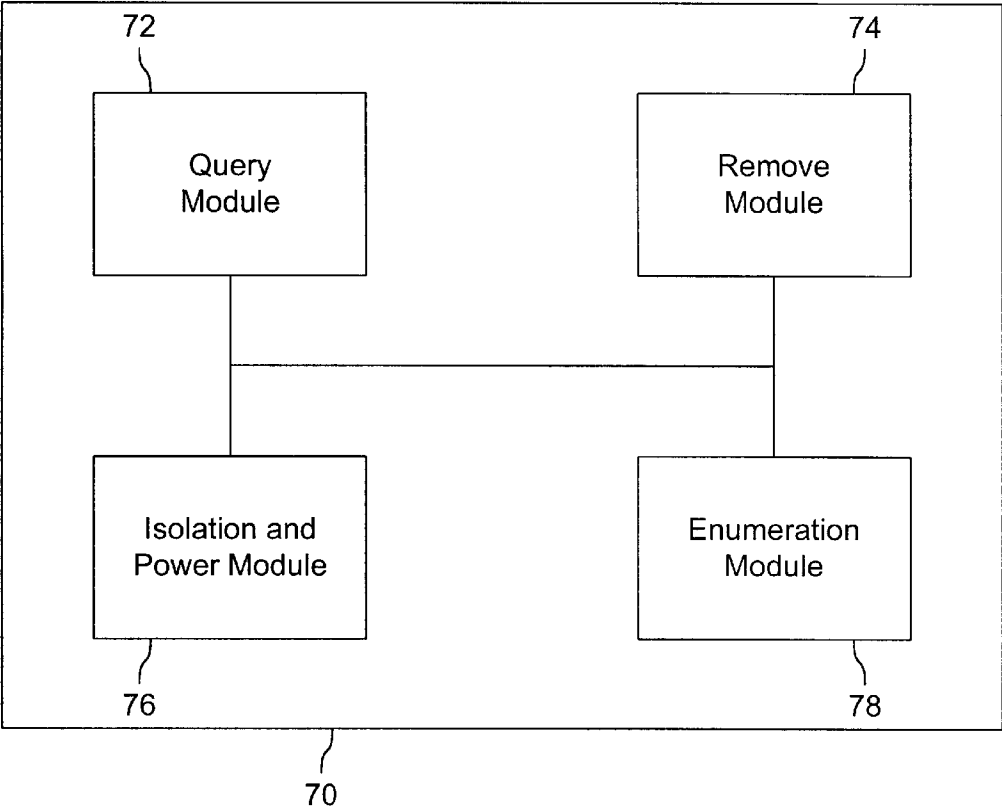 72
74
Query
Module
Remove
Module
Isolation and
Power Module
Enumeration
Module
76
78
70